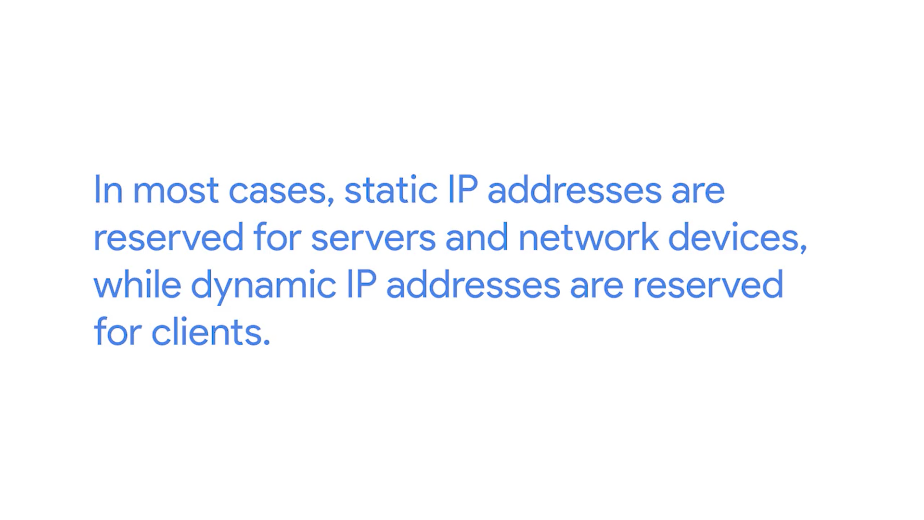 In most cases, static IP addresses are
reserved for servers and network devices,
while dynamic IP addresses are reserved
for clients.